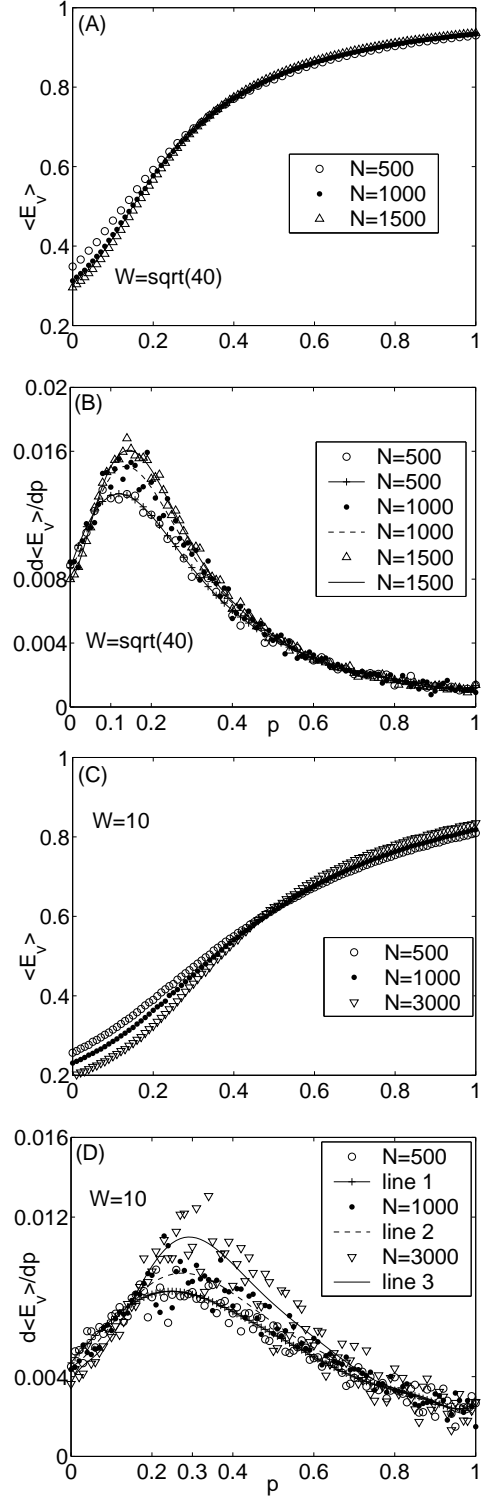 (A)
1
0.8
0.6
0.4
0.2
<E_V>
N=500
N=1000
N=1500
W=sqrt(40)
0 0.2 0.4 0.6 0.8 1
(B)
0.02
0.016
0.012
0.008
0.004
0
d<E_V>/dp
N=500
N=500
N=1000
N=1000
N=1500
N=1500
W=sqrt(40)
0 0.1 0.2 0.4 0.6 0.8 1
p
(C)
1
0.8
0.6
0.4
0.2
<E_V>
W=10
N=500
N=1000
N=3000
0 0.2 0.4 0.6 0.8 1
(D)
0.016
0.012
0.008
0.004
0
d<E_V>/dp
W=10
N=500
line 1
N=1000
line 2
N=3000
line 3
0 0.2 0.3 0.4 0.6 0.8 1
p